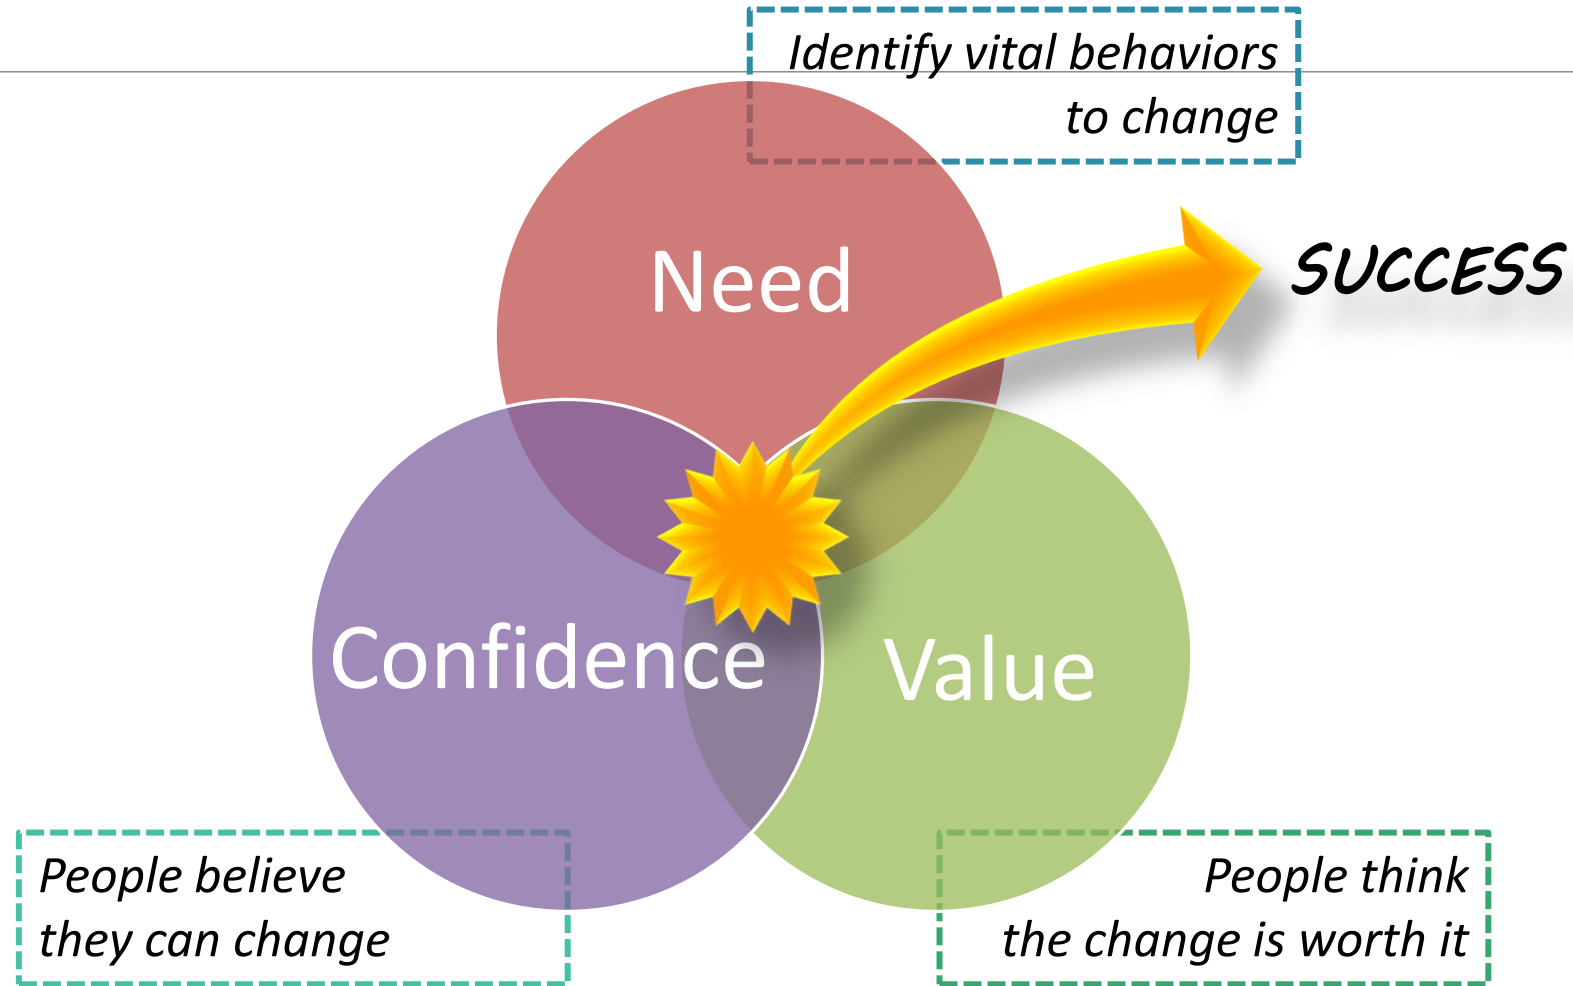 Identify vital behaviors
to change
Need
SUCCESS
Confidence
Value
People believe
they can change
People think
the change is worth it